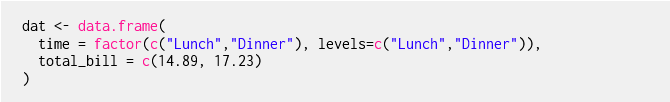 dat <- data.frame(
  time = factor(c("Lunch","Dinner"), levels=c("Lunch","Dinner")),
  total_bill = c(14.89, 17.23)
)